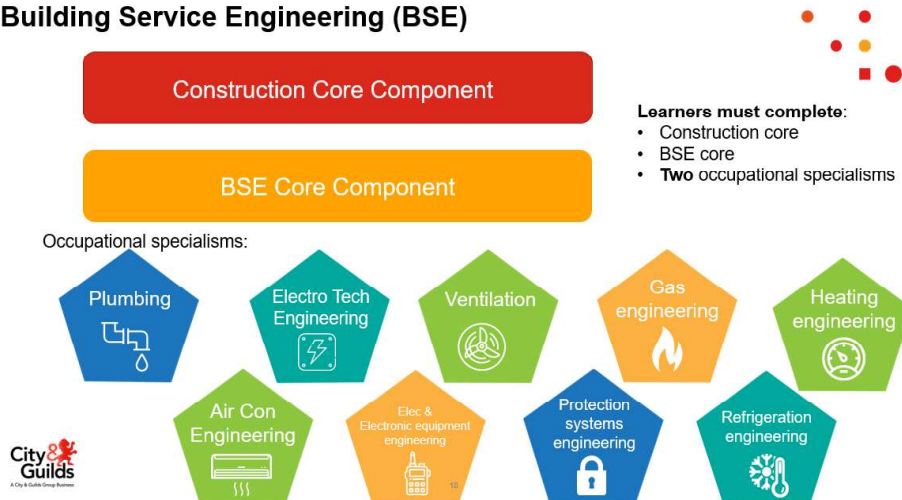 Building Service Engineering (BSE)
Construction Core Component
Learners must complete:
• Construction core
• BSE core
• Two occupational specialisms
BSE Core Component
Occupational specialisms:
Plumbing
Electro Tech
Engineering
Ventilation
Gas
engineering
Heating
engineering
Air Con
Engineering
Elec &
Electronic equipment
engineering
Protection
systems
engineering
Refrigeration
engineering
City&
Guilds
A City & Guilds Group Business
18